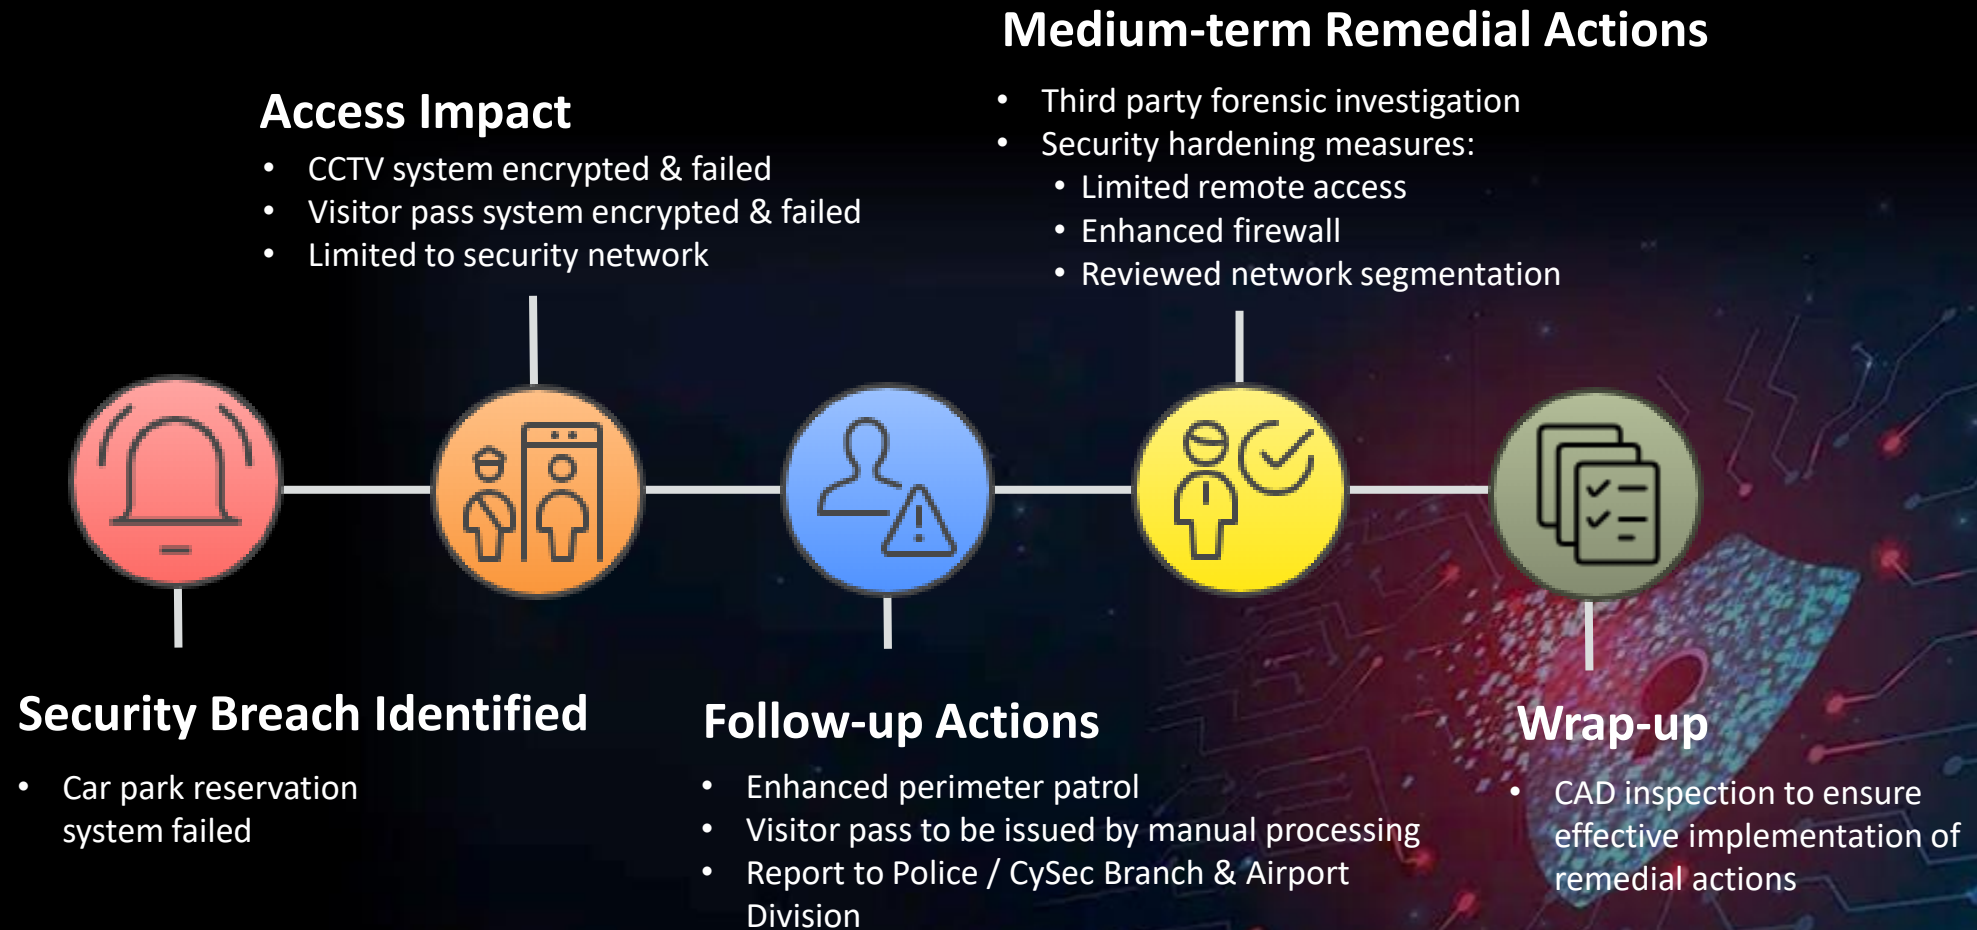 Medium-term Remedial Actions
• Third party forensic investigation
• Security hardening measures:
• Limited remote access
• Enhanced firewall
• Reviewed network segmentation
Access Impact
• CCTV system encrypted & failed
• Visitor pass system encrypted & failed
• Limited to security network
Security Breach Identified
• Car park reservation
system failed
Follow-up Actions
• Enhanced perimeter patrol
• Visitor pass to be issued by manual processing
• Report to Police / CySec Branch & Airport
Division
Wrap-up
• CAD inspection to ensure
effective implementation of
remedial actions